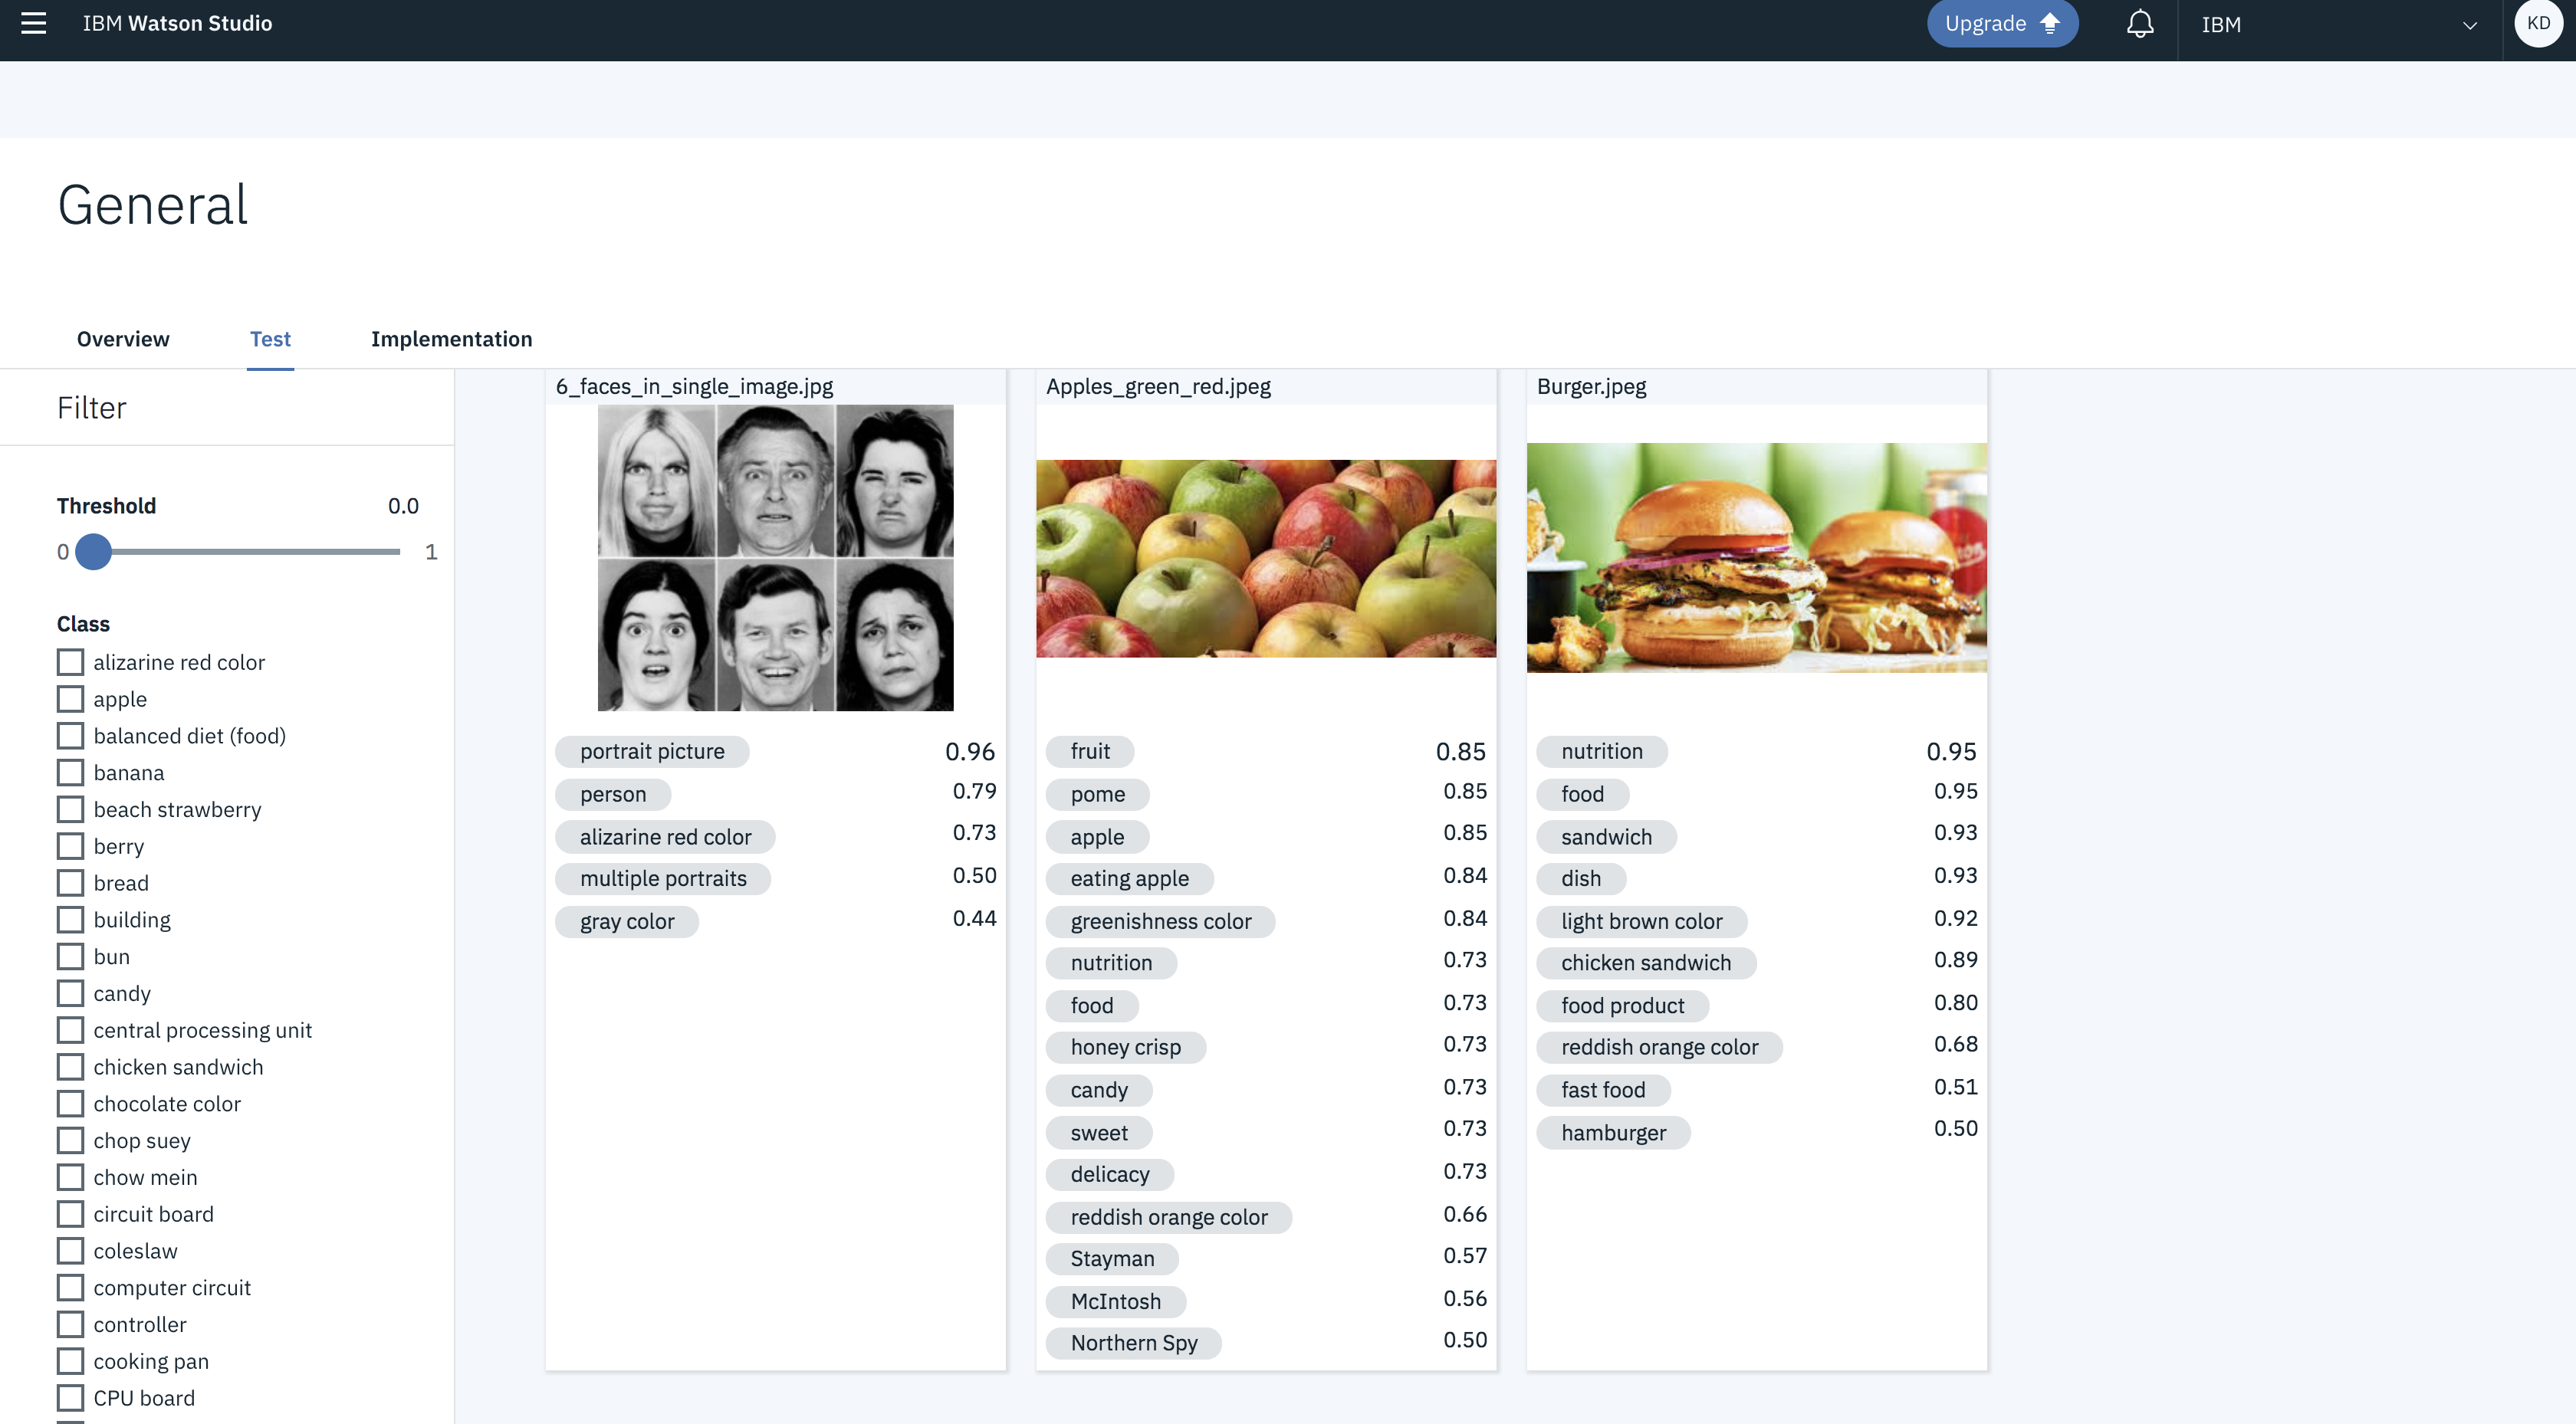 IBM Watson Studio
Upgrade
IBM
KD
General
Overview
Test
Implementation
Filter
Threshold 0.0
0 1
Class
alizarine red color
apple
balanced diet (food)
banana
beach strawberry
berry
bread
building
bun
candy
central processing unit
chicken sandwich
chocolate color
chop suey
chow mein
circuit board
coleslaw
computer circuit
controller
cooking pan
CPU board
6_faces_in_single_image.jpg
portrait picture 0.96
person 0.79
alizarine red color 0.73
multiple portraits 0.50
gray color 0.44
Apples_green_red.jpeg
fruit 0.85
pome 0.85
apple 0.85
eating apple 0.84
greenishness color 0.84
nutrition 0.73
food 0.73
honey crisp 0.73
candy 0.73
sweet 0.73
delicacy 0.73
reddish orange color 0.66
Stayman 0.57
McIntosh 0.56
Northern Spy 0.50
Burger.jpeg
nutrition 0.95
food 0.95
sandwich 0.93
dish 0.93
light brown color 0.92
chicken sandwich 0.89
food product 0.80
reddish orange color 0.68
fast food 0.51
hamburger 0.50